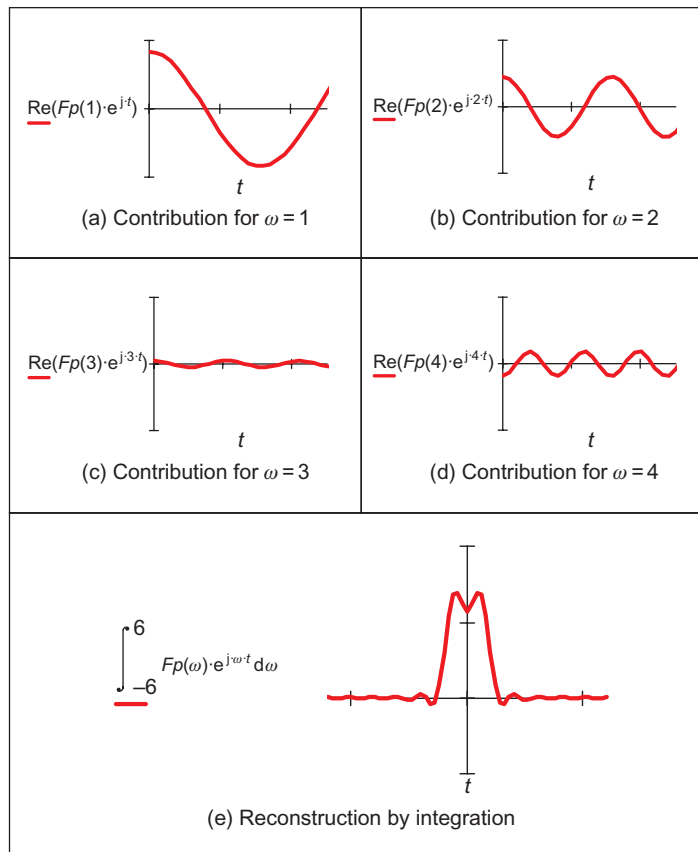 Re(Fp(1)·e^{j·t})
t
(a) Contribution for ω = 1
Re(Fp(2)·e^{j·2·t})
t
(b) Contribution for ω = 2
Re(Fp(3)·e^{j·3·t})
t
(c) Contribution for ω = 3
Re(Fp(4)·e^{j·4·t})
t
(d) Contribution for ω = 4
6
Fp(ω)·e^{j·ω·t} dω
–6
t
(e) Reconstruction by integration